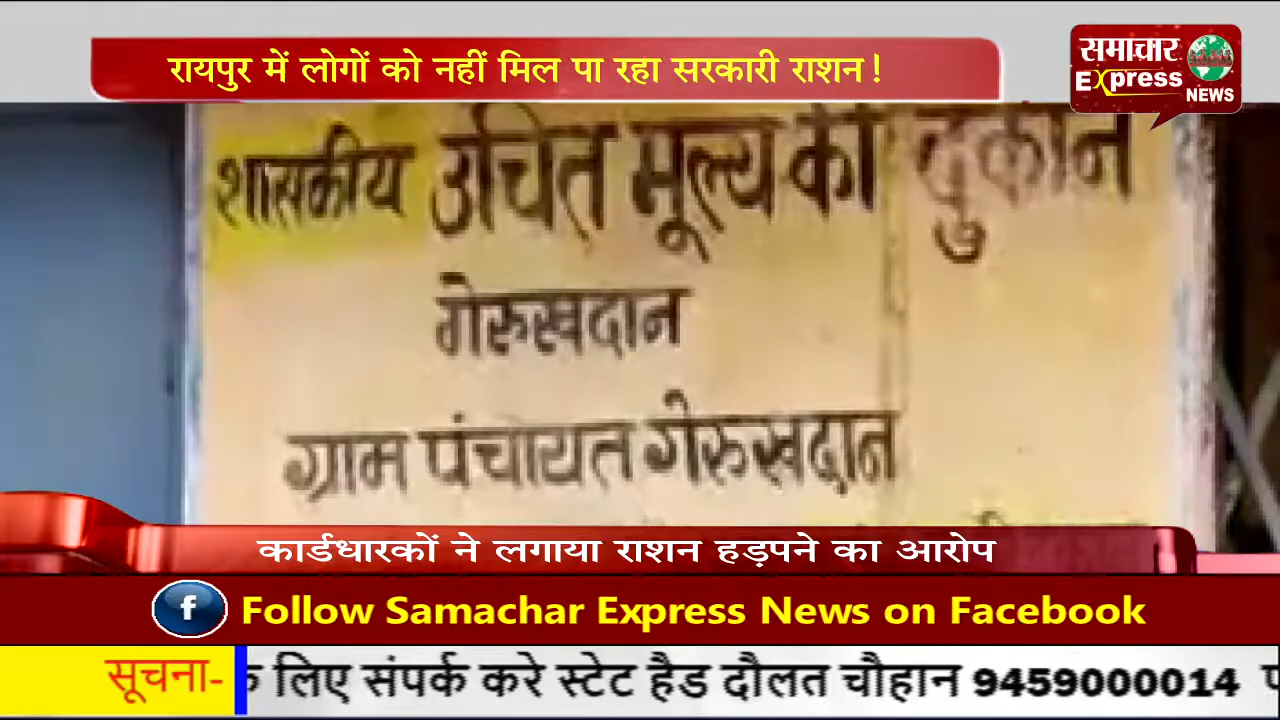 रायपुर में लोगों को नहीं मिल पा रहा सरकारी राशन!
समाचार
Express
NEWS
शासकीय उचित मूल्य की दुकान
गेरुखदान
ग्राम पंचायत गेरुखदान
कार्डधारकों ने लगाया राशन हड़पने का आरोप
f Follow Samachar Express News on Facebook
सूचना- लिए संपर्क करे स्टेट हैड दौलत चौहान 9459000014